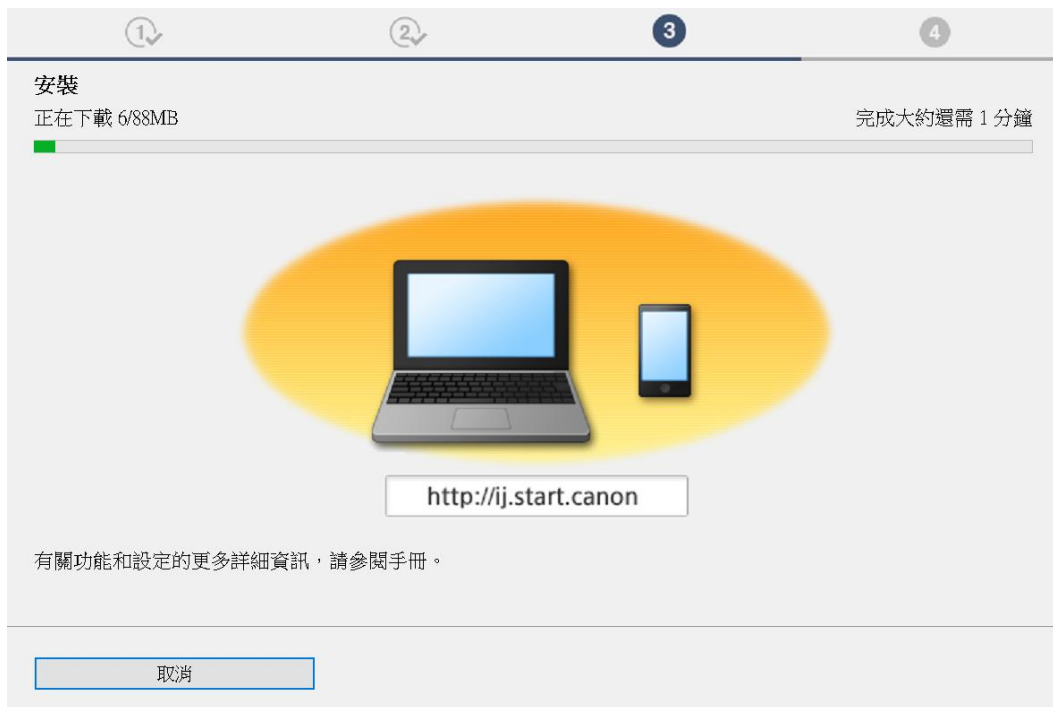 1 2 3 4
安裝
正在下載 6/88MB 完成大約還需 1 分鐘
http://ij.start.canon
有關功能和設定的更多詳細資訊，請參閱手冊。
取消